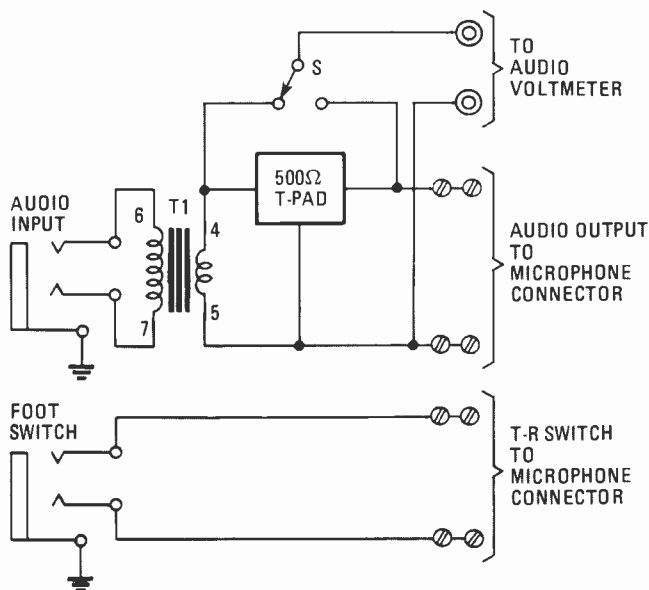 S
TO
AUDIO
VOLTMETER
500Ω
T-PAD
AUDIO
INPUT
6
T1
4
7
5
AUDIO OUTPUT
TO
MICROPHONE
CONNECTOR
FOOT
SWITCH
T-R SWITCH
TO
MICROPHONE
CONNECTOR